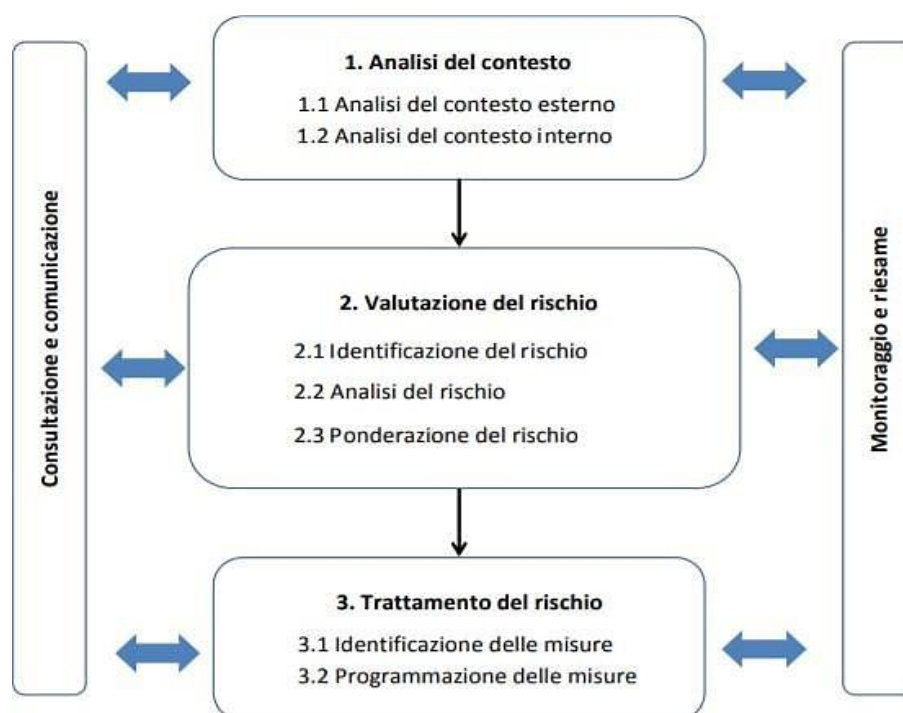 Consultazione e comunicazione
1. Analisi del contesto
1.1 Analisi del contesto esterno
1.2 Analisi del contesto interno
2. Valutazione del rischio
2.1 Identificazione del rischio
2.2 Analisi del rischio
2.3 Ponderazione del rischio
3. Trattamento del rischio
3.1 Identificazione delle misure
3.2 Programmazione delle misure
Monitoraggio e riesame